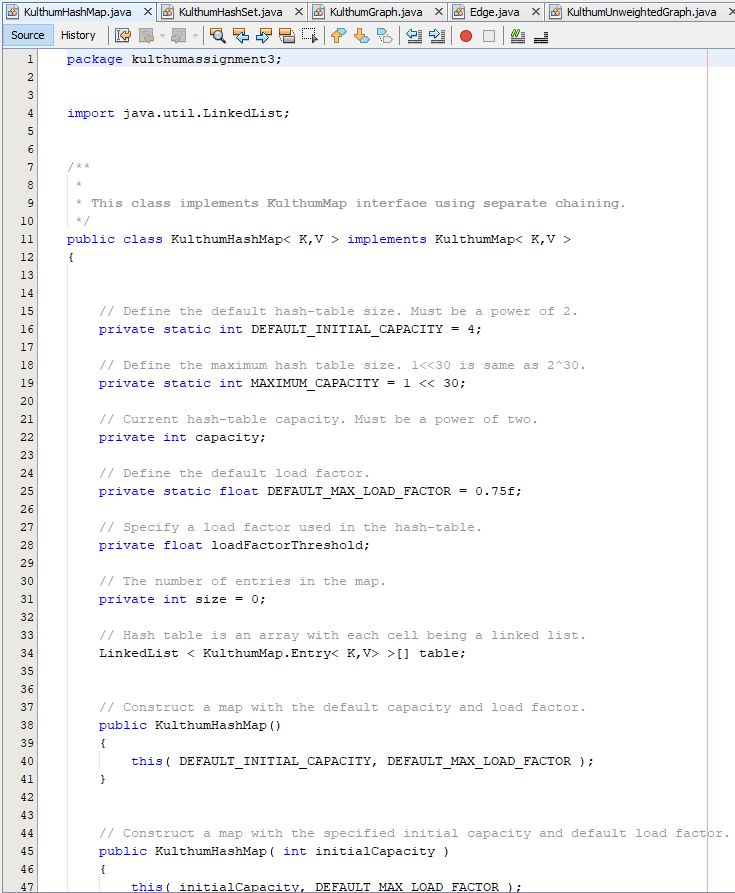 KulthumHashMap.java KulthumHashSet.java KulthumGraph.java Edge.java KulthumUnweightedGraph.java
Source History
1 package kulthumassignment3;
2
3
4 import java.util.LinkedList;
5
6
7 /**
8 *
9 * This class implements KulthumMap interface using separate chaining.
10 */
11 public class KulthumHashMap< K,V > implements KulthumMap< K,V >
12 {
13
14
15 // Define the default hash-table size. Must be a power of 2.
16 private static int DEFAULT_INITIAL_CAPACITY = 4;
17
18 // Define the maximum hash table size. 1<<30 is same as 2^30.
19 private static int MAXIMUM_CAPACITY = 1 << 30;
20
21 // Current hash-table capacity. Must be a power of two.
22 private int capacity;
23
24 // Define the default load factor.
25 private static float DEFAULT_MAX_LOAD_FACTOR = 0.75f;
26
27 // Specify a load factor used in the hash-table.
28 private float loadFactorThreshold;
29
30 // The number of entries in the map.
31 private int size = 0;
32
33 // Hash table is an array with each cell being a linked list.
34 LinkedList < KulthumMap.Entry< K,V> >[] table;
35
36
37 // Construct a map with the default capacity and load factor.
38 public KulthumHashMap()
39 {
40 this( DEFAULT_INITIAL_CAPACITY, DEFAULT_MAX_LOAD_FACTOR );
41 }
42
43
44 // Construct a map with the specified initial capacity and default load factor.
45 public KulthumHashMap( int initialCapacity )
46 {
47 this( initialCapacity, DEFAULT_MAX_LOAD_FACTOR );